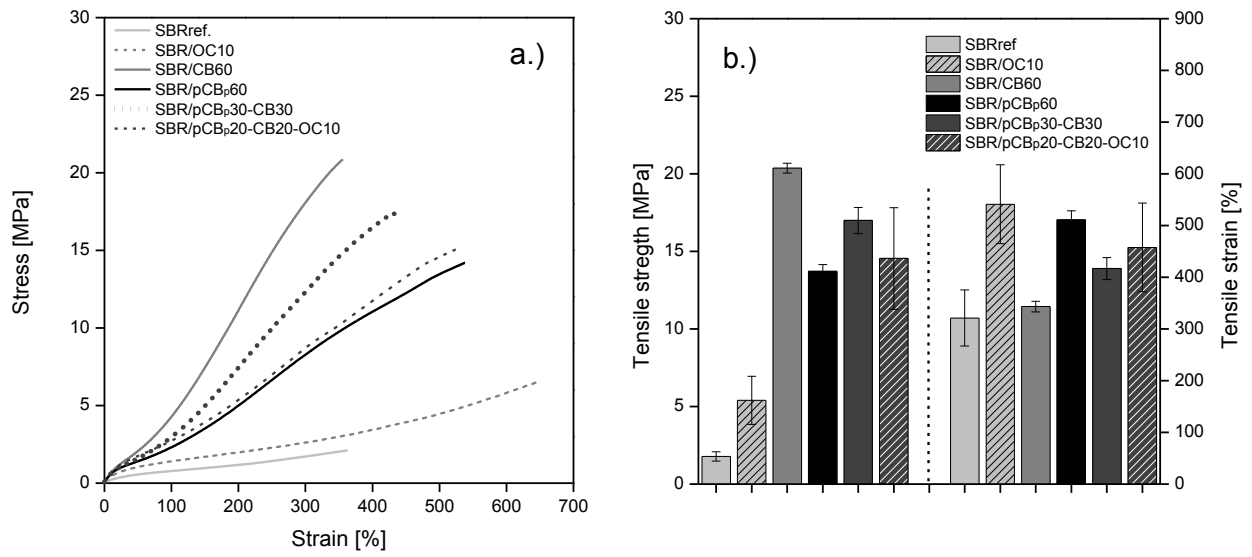 a.)
SBRref.
SBR/OC10
SBR/CB60
SBR/pCBp60
SBR/pCBp30-CB30
SBR/pCBp20-CB20-OC10
Stress [MPa]
30
25
20
15
10
5
0
0 100 200 300 400 500 600 700
Strain [%]
b.)
SBRref
SBR/OC10
SBR/CB60
SBR/pCBp60
SBR/pCBp30-CB30
SBR/pCBp20-CB20-OC10
Tensile stregth [MPa]
30
25
20
15
10
5
0
900
800
700
600
500
400
300
200
100
0
Tensile strain [%]